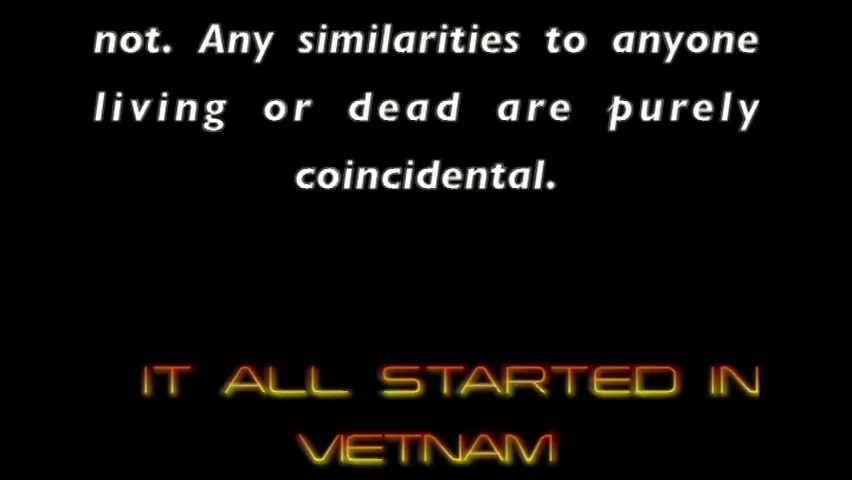 not. Any similarities to anyone
living or dead are purely
coincidental.
IT ALL STARTED IN
VIETNAM